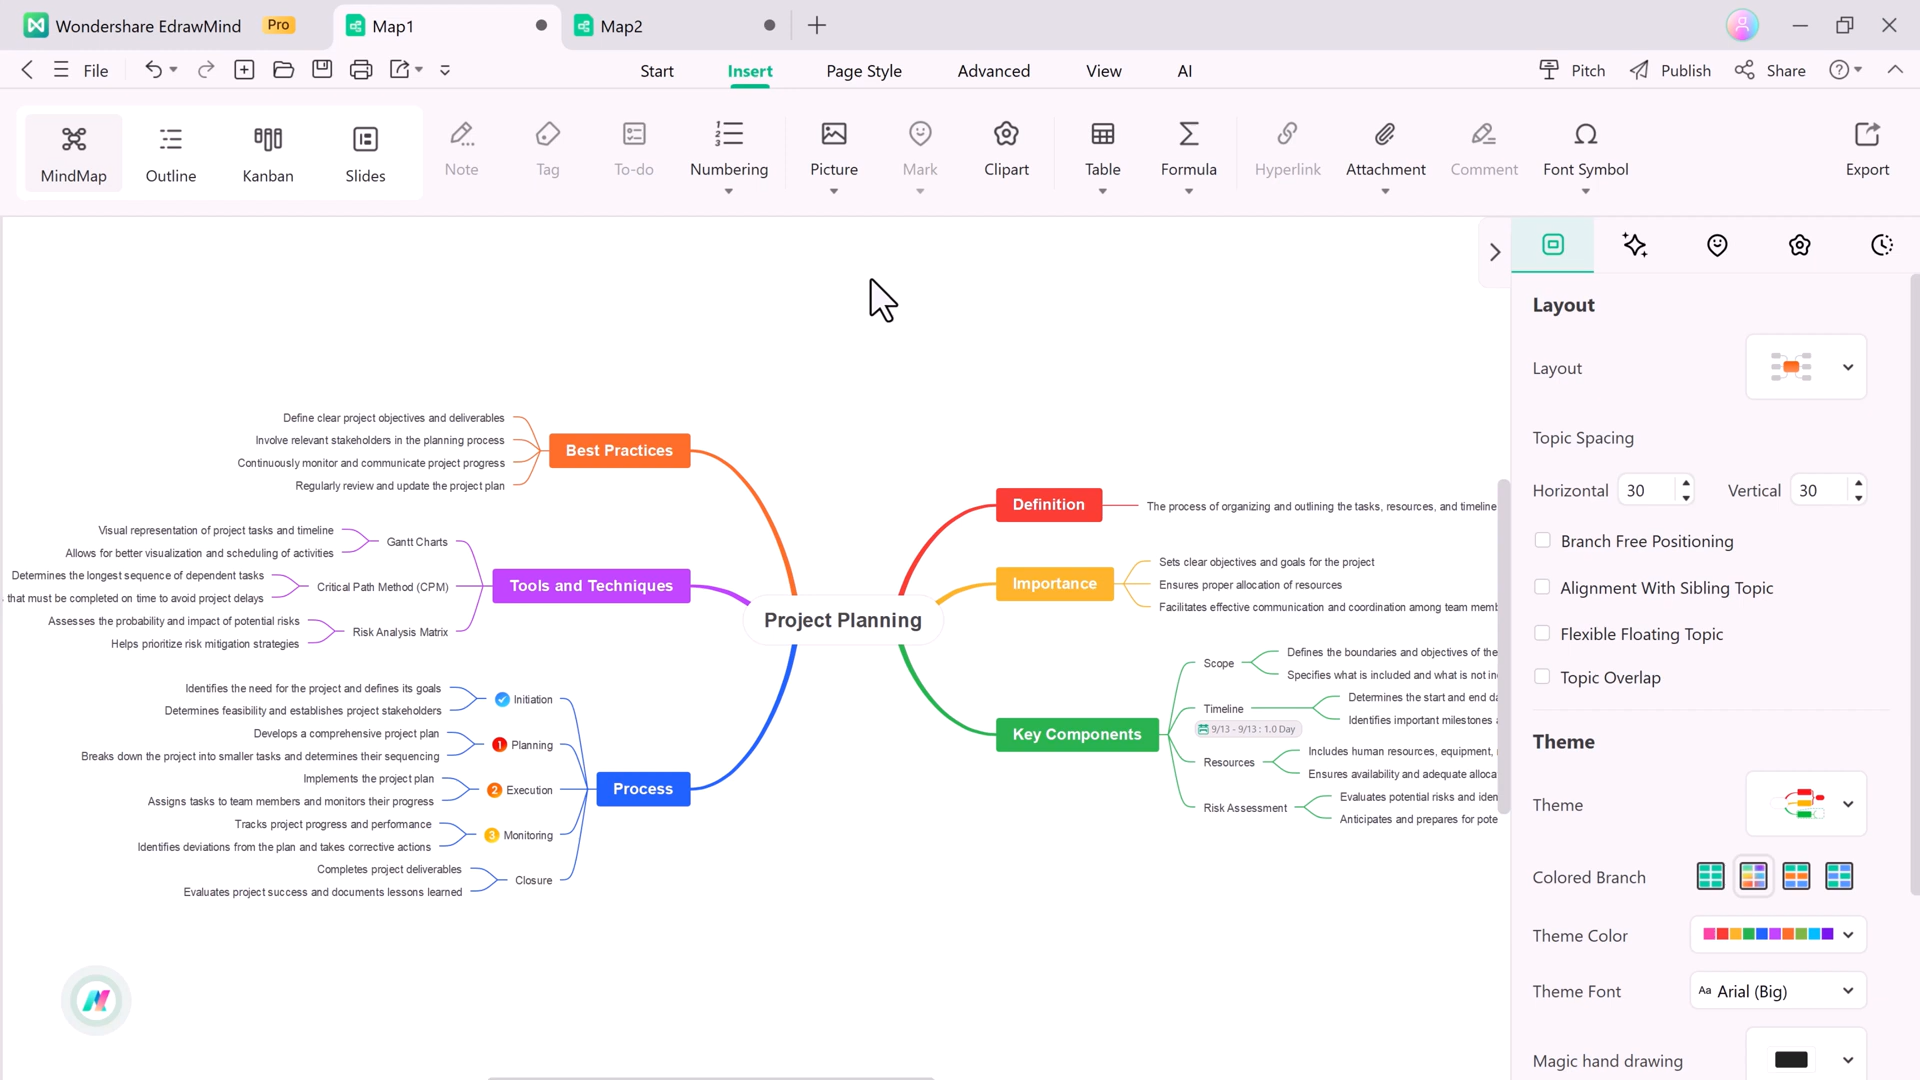 Wondershare EdrawMind Pro
Map1
Map2
File
Start
Insert
Page Style
Advanced
View
AI
Pitch
Publish
Share
MindMap
Outline
Kanban
Slides
Note
Tag
To-do
Numbering
Picture
Mark
Clipart
Table
Formula
Hyperlink
Attachment
Comment
Font Symbol
Export
Define clear project objectives and deliverables
Involve relevant stakeholders in the planning process
Continuously monitor and communicate project progress
Regularly review and update the project plan
Best Practices
Visual representation of project tasks and timeline
Allows for better visualization and scheduling of activities
Gantt Charts
Determines the longest sequence of dependent tasks
that must be completed on time to avoid project delays
Critical Path Method (CPM)
Assesses the probability and impact of potential risks
Helps prioritize risk mitigation strategies
Risk Analysis Matrix
Tools and Techniques
Project Planning
Identifies the need for the project and defines its goals
Determines feasibility and establishes project stakeholders
Initiation
Develops a comprehensive project plan
Breaks down the project into smaller tasks and determines their sequencing
1 Planning
Implements the project plan
Assigns tasks to team members and monitors their progress
2 Execution
Tracks project progress and performance
Identifies deviations from the plan and takes corrective actions
3 Monitoring
Completes project deliverables
Evaluates project success and documents lessons learned
Closure
Process
Definition
The process of organizing and outlining the tasks, resources, and timeline
Importance
Sets clear objectives and goals for the project
Ensures proper allocation of resources
Facilitates effective communication and coordination among team
Key Components
Scope
Defines the boundaries and objectives of the
Specifies what is included and what is not
Timeline
9/13 - 9/13 : 1.0 Day
Determines the start and end
Identifies important milestones
Resources
Includes human resources, equipment,
Ensures availability and adequate
Risk Assessment
Evaluates potential risks and
Anticipates and prepares for
Layout
Layout
Topic Spacing
Horizontal 30
Vertical 30
Branch Free Positioning
Alignment With Sibling Topic
Flexible Floating Topic
Topic Overlap
Theme
Theme
Colored Branch
Theme Color
Theme Font
Aa Arial (Big)
Magic hand drawing